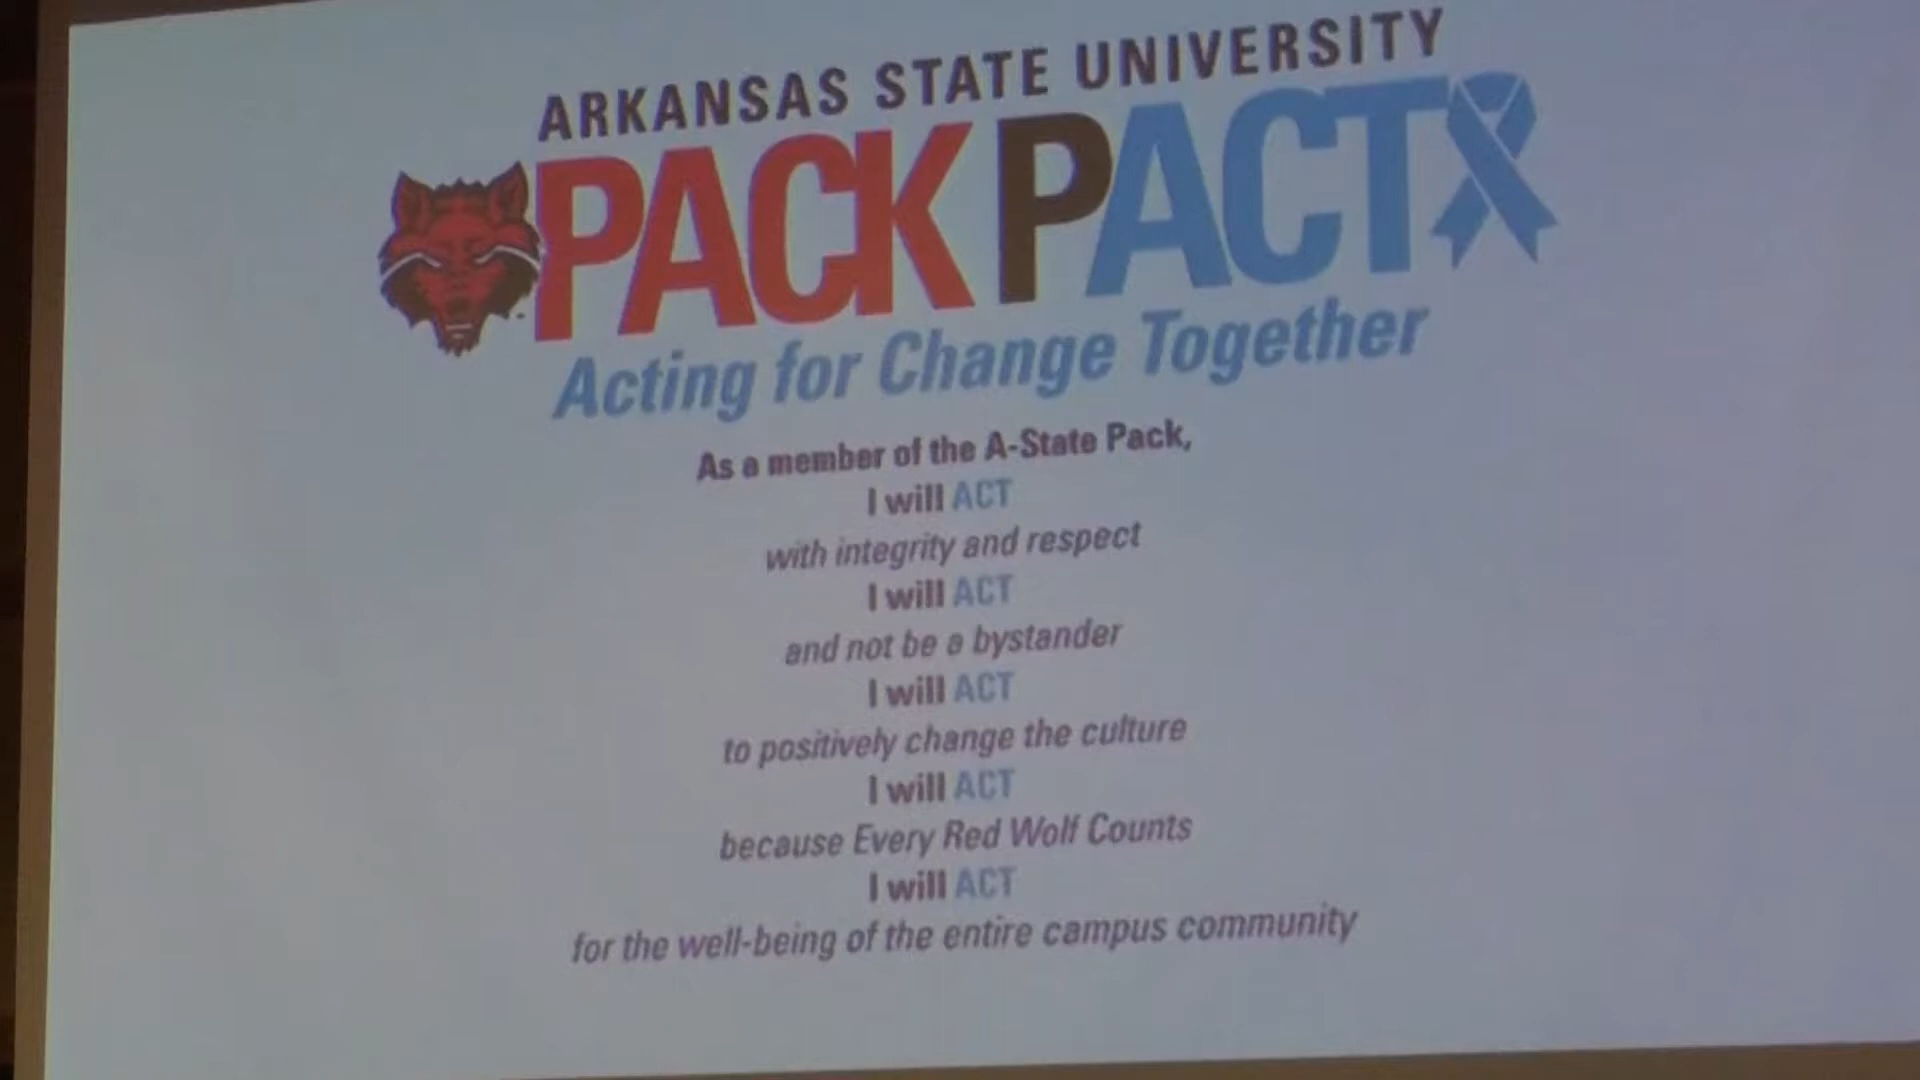 ARKANSAS STATE UNIVERSITY
PACK PACT
Acting for Change Together
As a member of the A-State Pack,
I will ACT
with integrity and respect
I will ACT
and not be a bystander
I will ACT
to positively change the culture
I will ACT
because Every Red Wolf Counts
I will ACT
for the well-being of the entire campus community